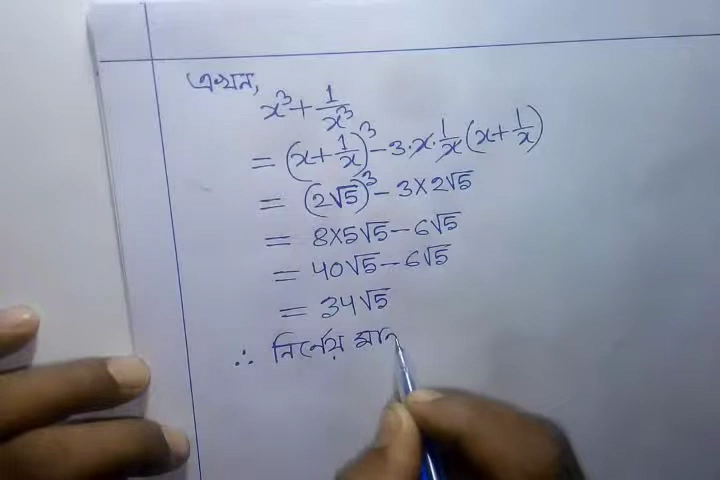 এখন,
x³ + 1/x³
= (x + 1/x)³ - 3·x·1/x (x + 1/x)
= (2√5)³ - 3×2√5
= 8×5√5 - 6√5
= 40√5 - 6√5
= 34√5
∴ নির্ণেয় মান